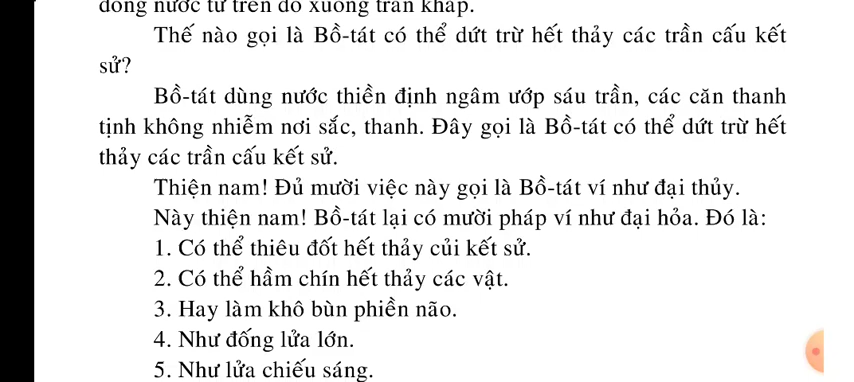 dòng nước từ trên đó xuống tràn khắp.
Thế nào gọi là Bồ-tát có thể dứt trừ hết thảy các trần cấu kết
sử?
Bồ-tát dùng nước thiền định ngâm ướp sáu trần, các căn thanh
tịnh không nhiễm nơi sắc, thanh. Đây gọi là Bồ-tát có thể dứt trừ hết
thảy các trần cấu kết sử.
Thiện nam! Đủ mười việc này gọi là Bồ-tát ví như đại thủy.
Này thiện nam! Bồ-tát lại có mười pháp ví như đại hỏa. Đó là:
1. Có thể thiêu đốt hết thảy củi kết sử.
2. Có thể hầm chín hết thảy các vật.
3. Hay làm khô bùn phiền não.
4. Như đống lửa lớn.
5. Như lửa chiếu sáng.